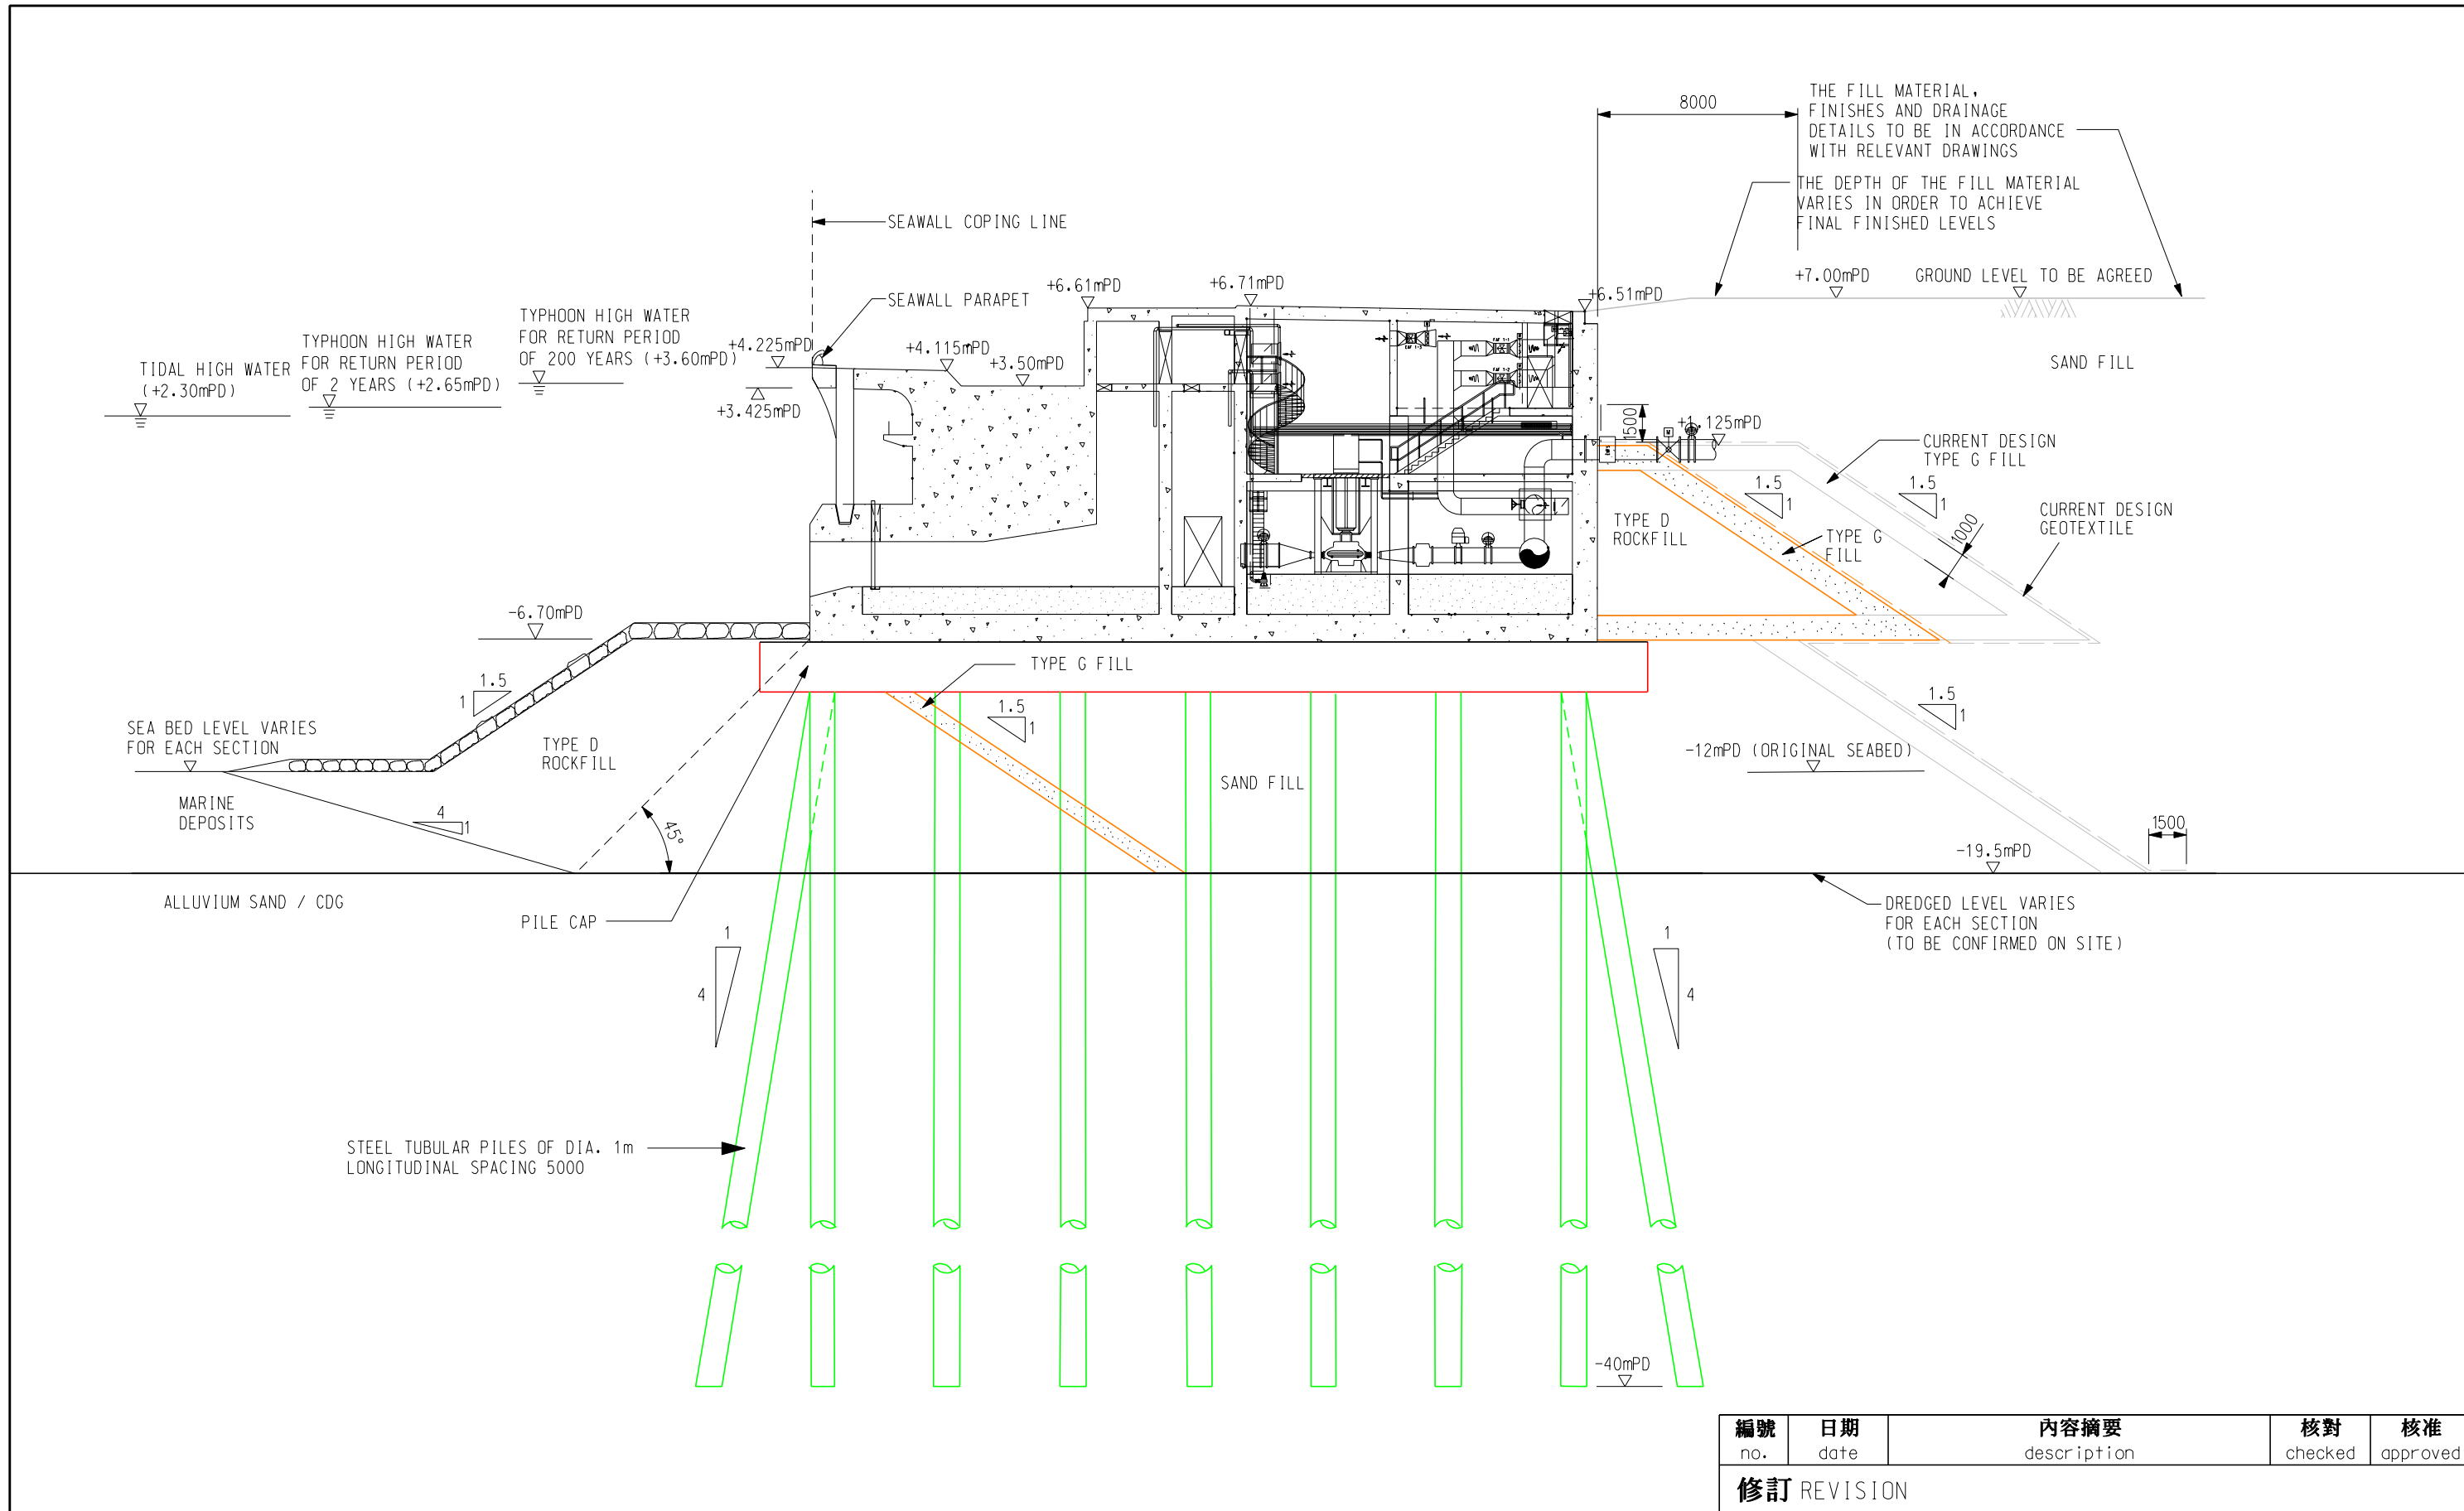 8000
THE FILL MATERIAL,
FINISHES AND DRAINAGE
DETAILS TO BE IN ACCORDANCE
WITH RELEVANT DRAWINGS
THE DEPTH OF THE FILL MATERIAL
VARIES IN ORDER TO ACHIEVE
FINAL FINISHED LEVELS
SEAWALL COPING LINE
+7.00mPD
GROUND LEVEL TO BE AGREED
SEAWALL PARAPET
+6.61mPD
+6.71mPD
+6.51mPD
TYPHOON HIGH WATER
FOR RETURN PERIOD
OF 200 YEARS (+3.60mPD)
TYPHOON HIGH WATER
FOR RETURN PERIOD
OF 2 YEARS (+2.65mPD)
TIDAL HIGH WATER
(+2.30mPD)
+4.225mPD
+4.115mPD
+3.50mPD
+3.425mPD
SAND FILL
1500
+1.125mPD
M
CURRENT DESIGN
TYPE G FILL
1.5
1
1.5
1
CURRENT DESIGN
GEOTEXTILE
1000
TYPE D
ROCKFILL
TYPE G
FILL
-6.70mPD
TYPE G FILL
1.5
1
1.5
1
1.5
1
SEA BED LEVEL VARIES
FOR EACH SECTION
TYPE D
ROCKFILL
-12mPD (ORIGINAL SEABED)
SAND FILL
MARINE
DEPOSITS
4
1
45°
1500
-19.5mPD
ALLUVIUM SAND / CDG
PILE CAP
DREDGED LEVEL VARIES
FOR EACH SECTION
(TO BE CONFIRMED ON SITE)
1
4
1
4
STEEL TUBULAR PILES OF DIA. 1m
LONGITUDINAL SPACING 5000
-40mPD
編號 日期 內容摘要 核對 核准
no. date description checked approved
修訂 REVISION